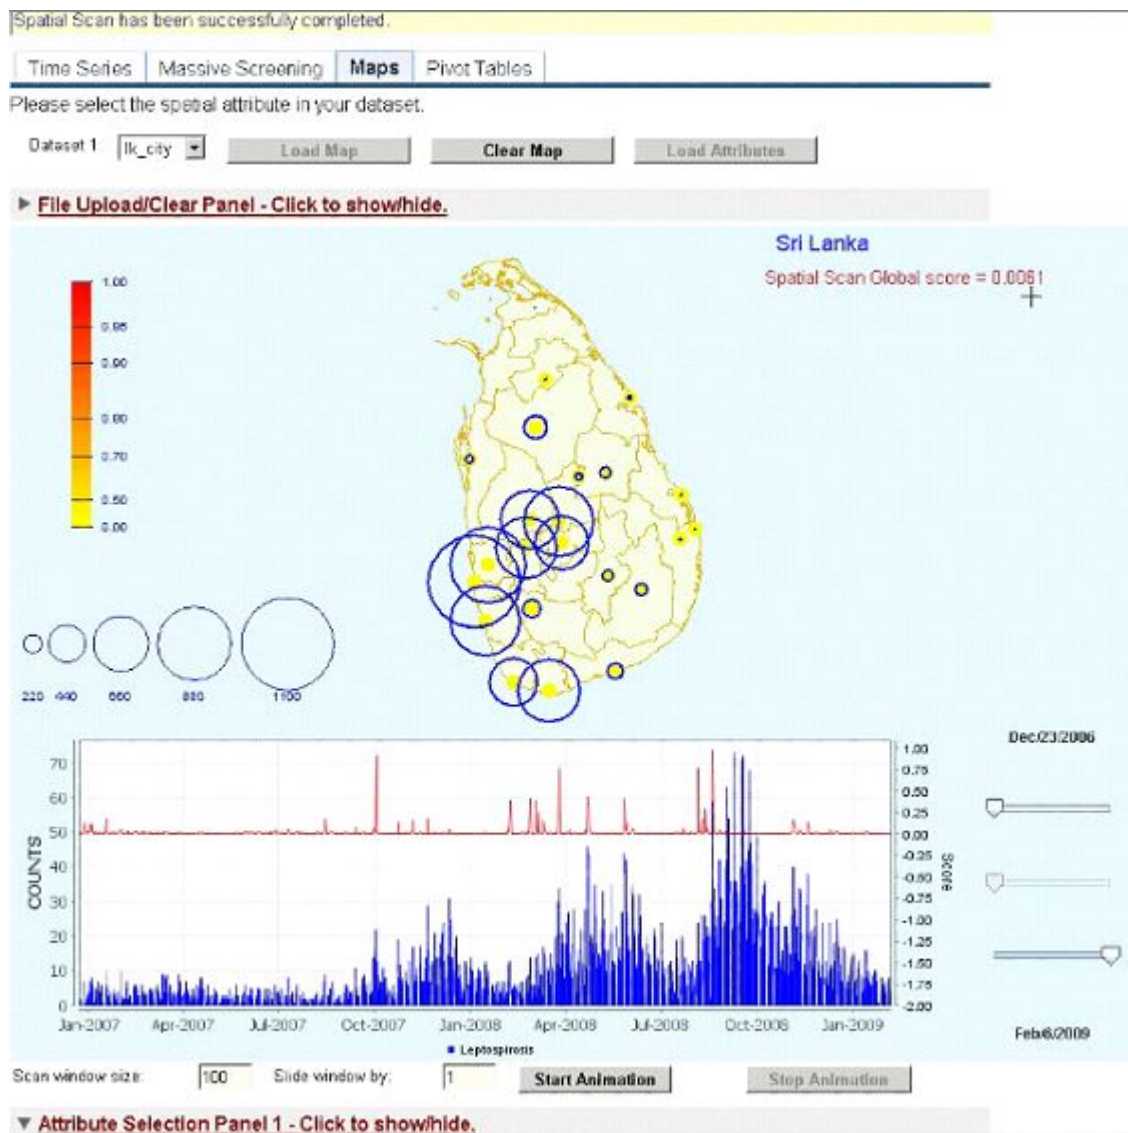 Spatial Scan has been successfully completed.
Time Series Massive Screening Maps Pivot Tables
Please select the spatial attribute in your dataset.
Dataset 1 lk_city Load Map Clear Map Load Attributes
File Upload/Clear Panel - Click to show/hide.
Sri Lanka
Spatial Scan Global score = 0.0061
1.00
0.95
0.90
0.80
0.70
0.50
0.00
220 440 660 880 1100
Dec/23/2006
COUNTS
70
60
50
40
30
20
10
0
1.00
0.75
0.50
0.25
0.00
-0.25
-0.50
-0.75
-1.00
-1.25
-1.50
-1.75
-2.00
Score
Jan-2007 Apr-2007 Jul-2007 Oct-2007 Jan-2008 Apr-2008 Jul-2008 Oct-2008 Jan-2009
Leptospirosis
Feb/6/2009
Scan window size: 100 Slide window by: 1 Start Animation Stop Animation
Attribute Selection Panel 1 - Click to show/hide.